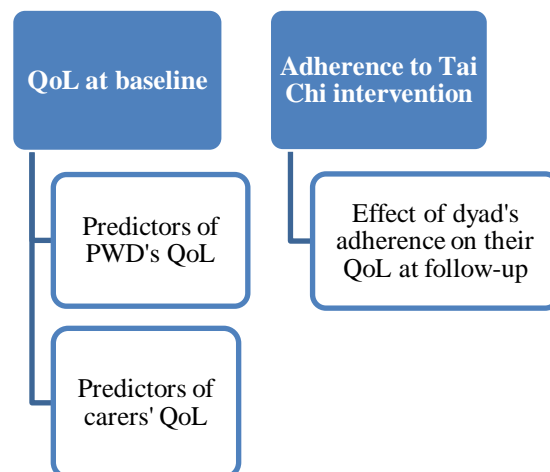 QoL at baseline
Predictors of
PWD's QoL
Predictors of
carers' QoL
Adherence to Tai
Chi intervention
Effect of dyad's
adherence on their
QoL at follow-up